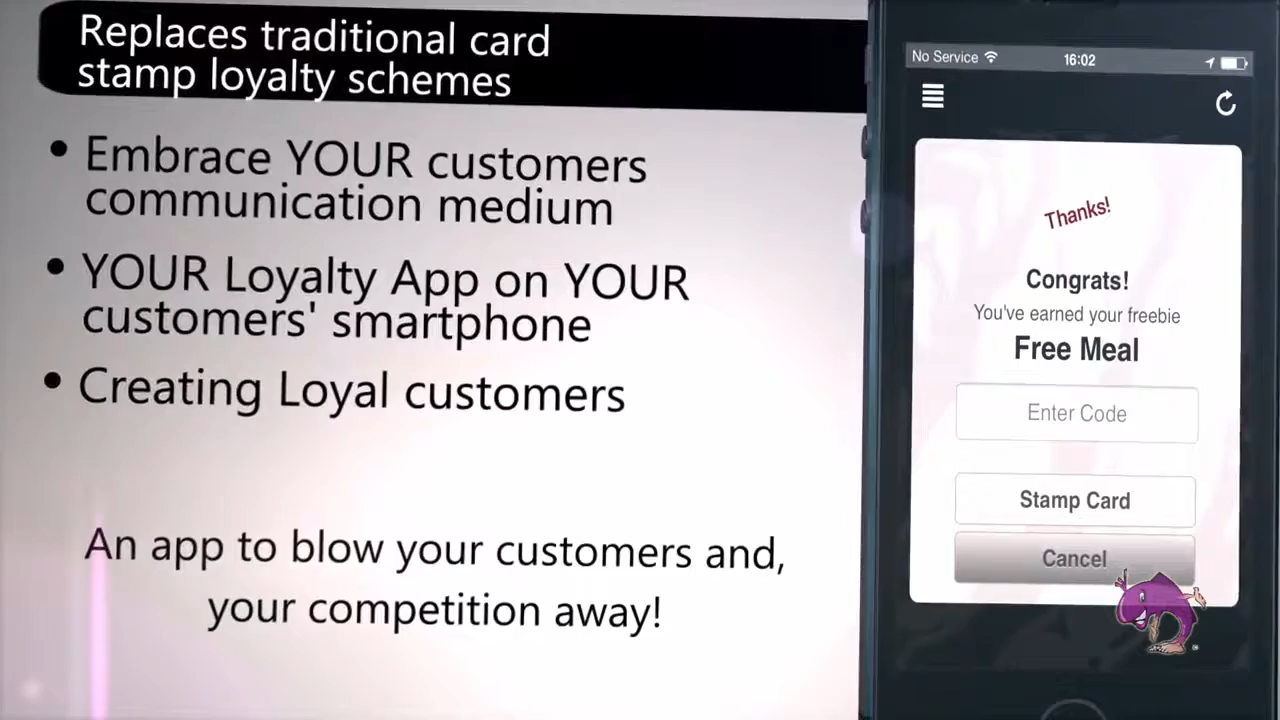 Replaces traditional card
stamp loyalty schemes
• Embrace YOUR customers
communication medium
• YOUR Loyalty App on YOUR
customers' smartphone
• Creating Loyal customers
An app to blow your customers and,
your competition away!
No Service
16:02
Thanks!
Congrats!
You've earned your freebie
Free Meal
Enter Code
Stamp Card
Cancel